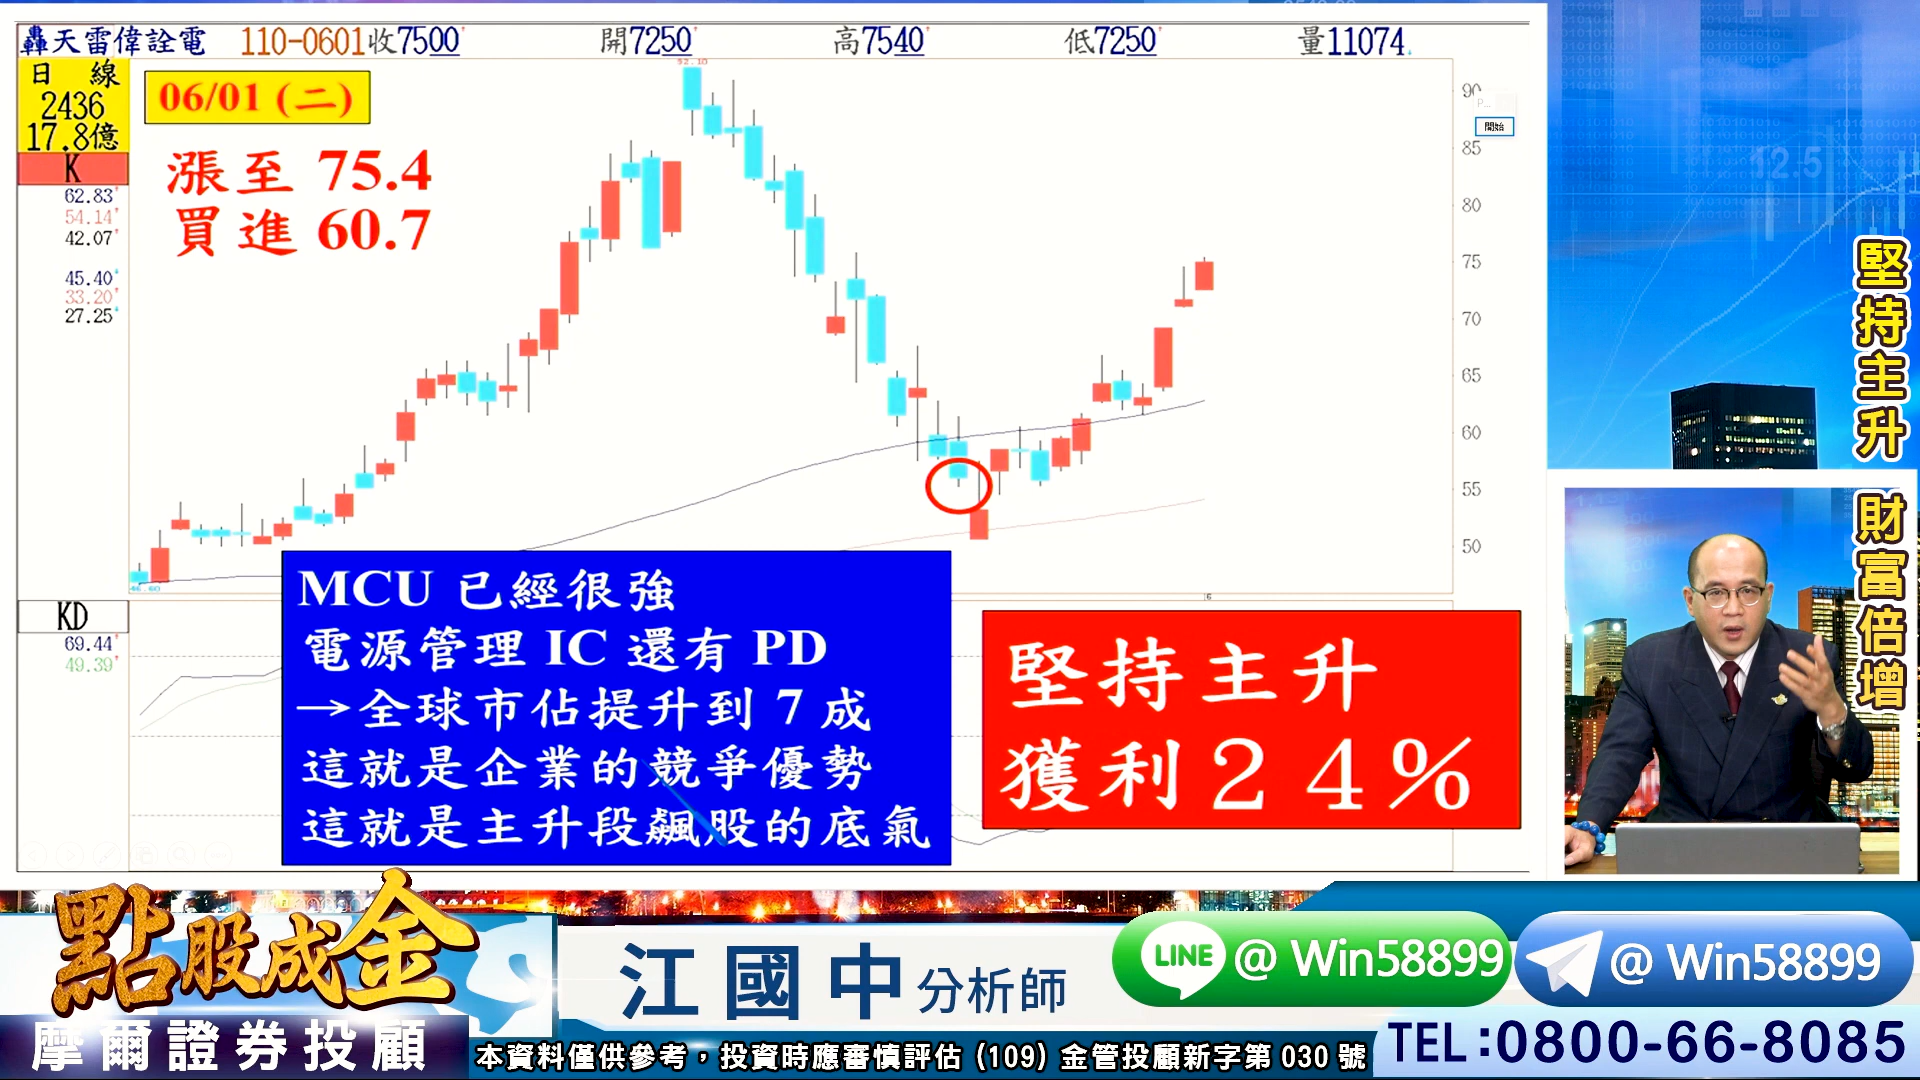 轟天雷偉詮電 110-0601收7500 開7250 高7540 低7250 量11074
日 線
2436
17.8億
K
62.83
54.14
42.07
45.40
33.20
27.25
06/01 (二)
漲至 75.4
買進 60.7
92.10
90
85
80
75
70
65
60
55
50
46.60
6
開始
KD
69.44
49.39
MCU 已經很強
電源管理 IC 還有 PD
→全球市佔提升到 7 成
這就是企業的競爭優勢
這就是主升段飆股的底氣
堅持主升
獲利24%
堅持主升 財富倍增
點股成金
摩爾證券投顧
江國中分析師
LINE @ Win58899
@ Win58899
TEL:0800-66-8085
本資料僅供參考,投資時應審慎評估 (109) 金管投顧新字第 030 號